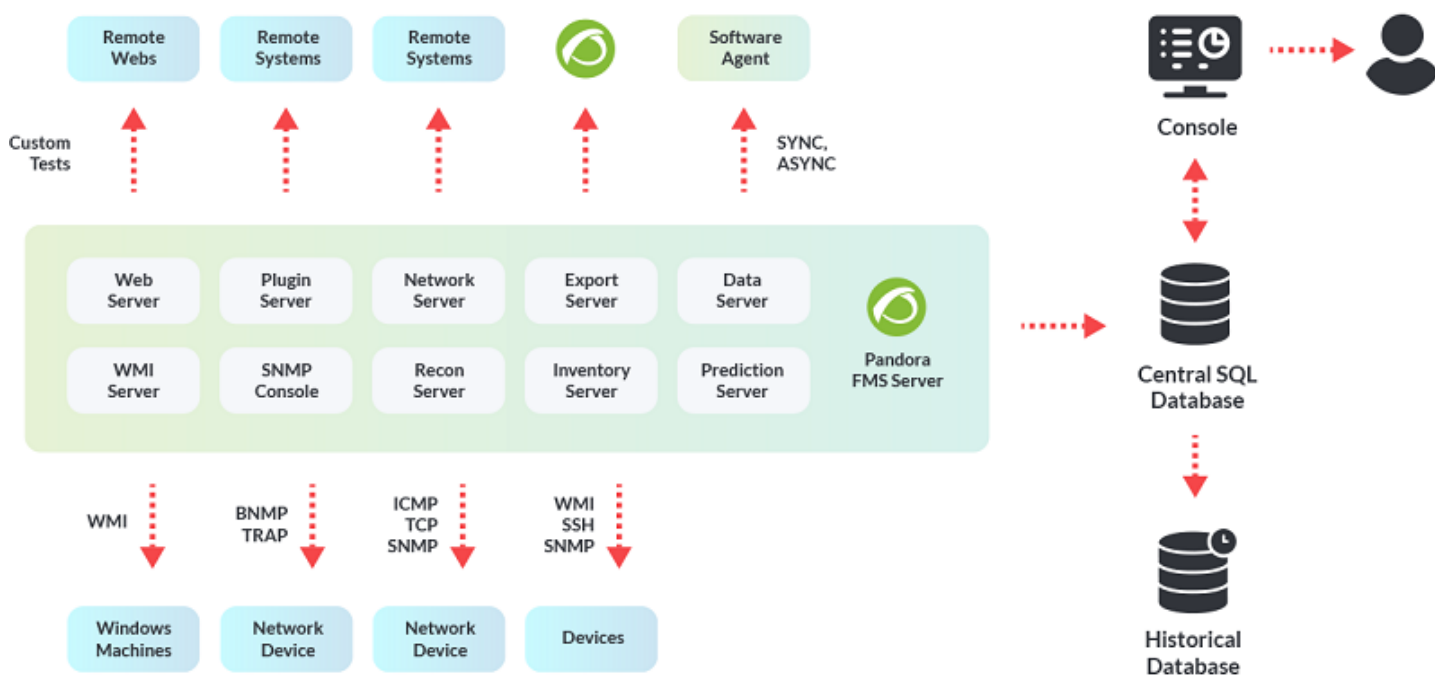 Remote
Webs
Remote
Systems
Remote
Systems
Software
Agent
Console
Custom
Tests
SYNC,
ASYNC
Web
Server
Plugin
Server
Network
Server
Export
Server
Data
Server
WMI
Server
SNMP
Console
Recon
Server
Inventory
Server
Prediction
Server
Pandora
FMS Server
Central SQL
Database
WMI
BNMP
TRAP
ICMP
TCP
SNMP
WMI
SSH
SNMP
Windows
Machines
Network
Device
Network
Device
Devices
Historical
Database